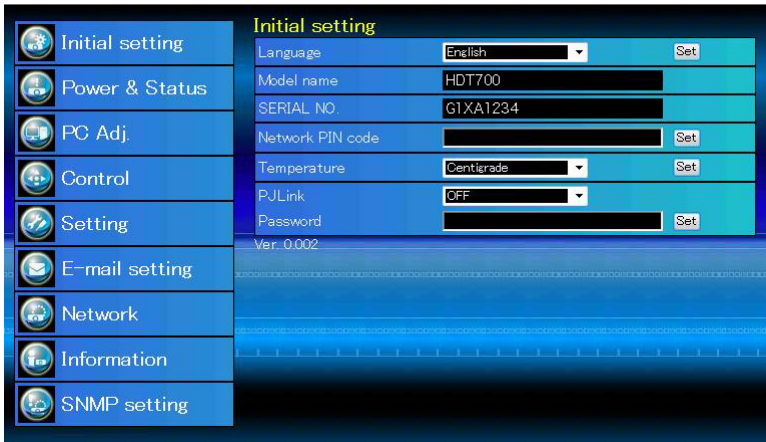 Initial setting
Power & Status
PC Adj.
Control
Setting
E-mail setting
Network
Information
SNMP setting
Initial setting
Language English Set
Model name HDT700
SERIAL NO. G1XA1234
Network PIN code Set
Temperature Centigrade Set
PJLink OFF
Password Set
Ver. 0.002